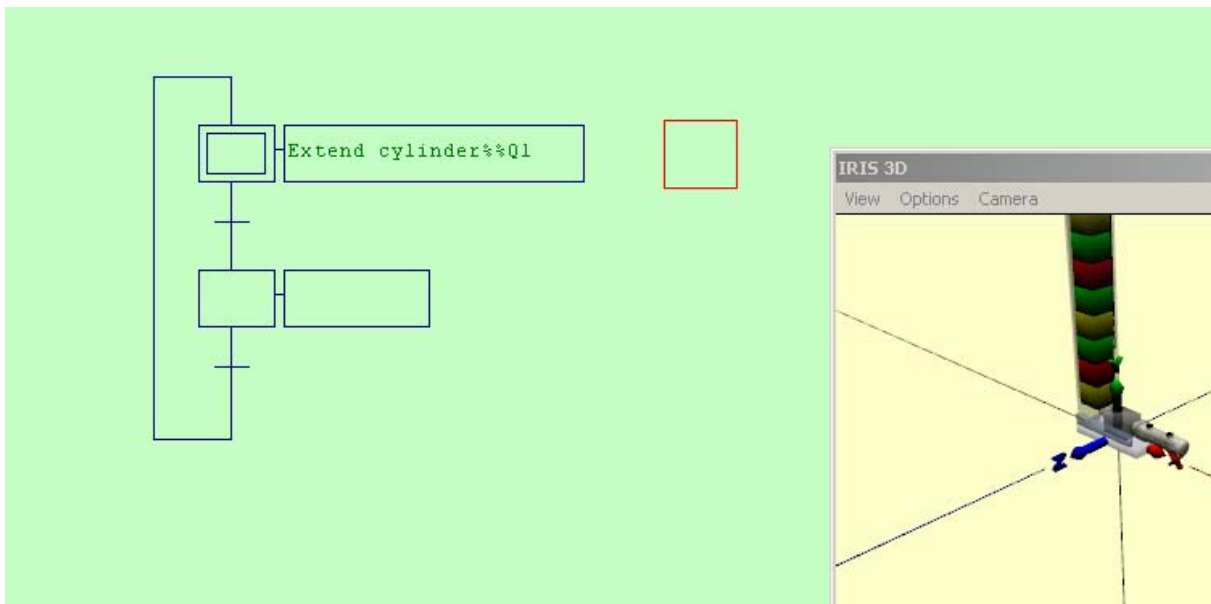 Extend cylinder%%Q1
IRIS 3D
View Options Camera
Y
Z
X